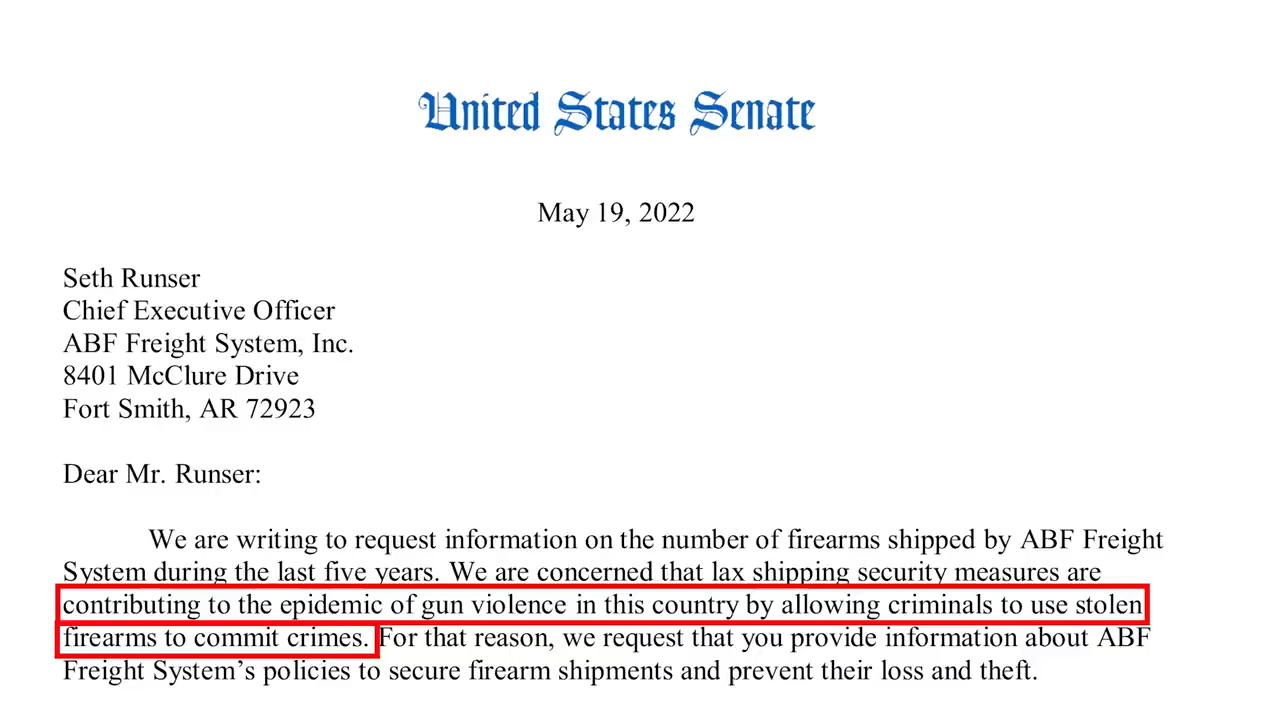 United States Senate
May 19, 2022
Seth Runser
Chief Executive Officer
ABF Freight System, Inc.
8401 McClure Drive
Fort Smith, AR 72923
Dear Mr. Runser:
We are writing to request information on the number of firearms shipped by ABF Freight
System during the last five years. We are concerned that lax shipping security measures are
contributing to the epidemic of gun violence in this country by allowing criminals to use stolen
firearms to commit crimes. For that reason, we request that you provide information about ABF
Freight System’s policies to secure firearm shipments and prevent their loss and theft.